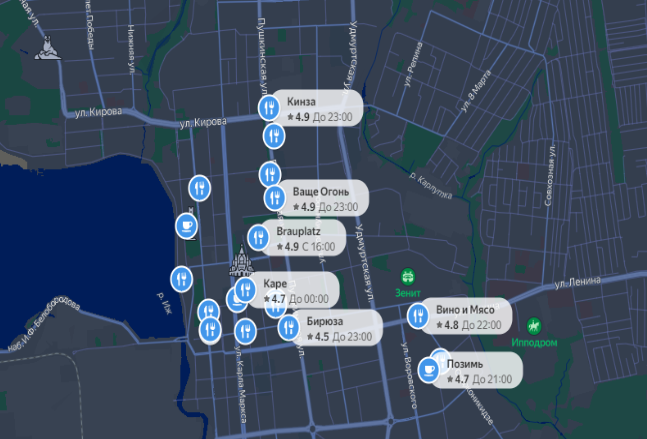 Пушкинская ул.
Удмуртская ул.
Нижняя ул.
лет Победы
ул. Репина
ул. 8 Марта
Кинза
★ 4.9 До 23:00
ул. Кирова
ул. Кирова
Совхозная ул.
р. Карлутка
Ваще Огонь
★ 4.9 До 23:00
Brauplatz
★ 4.9 С 16:00
Удмуртская ул.
Каре
★ 4.7 До 00:00
Зенит
ул. Ленина
р. Иж
наб. И.Ф. Белобородова
Вино и Мясо
★ 4.8 До 22:00
Бирюза
★ 4.5 До 23:00
Ипподром
ул.
ул. Карла Маркса
ул. Воровского
Позимь
★ 4.7 До 21:00